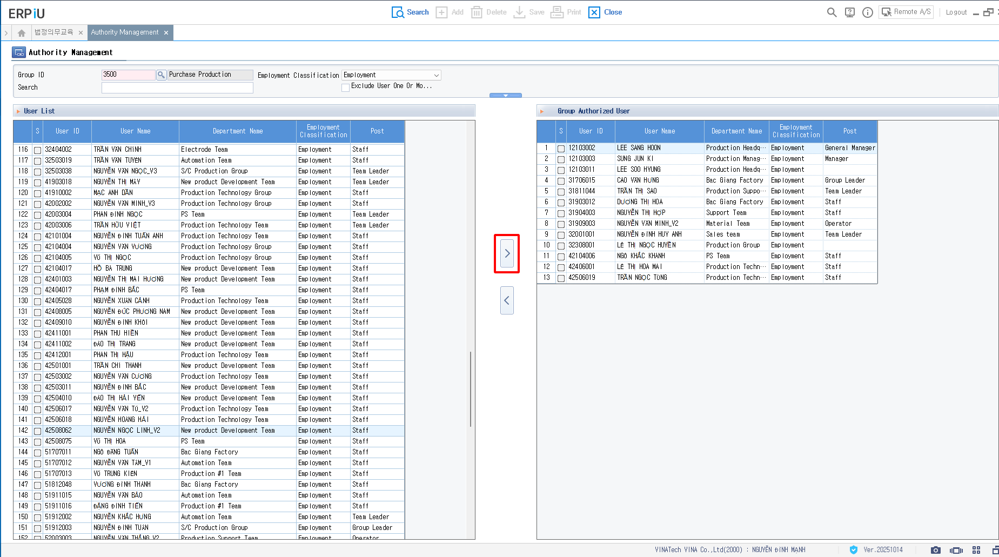 ERPiU Search Add Delete Save Print Close Remote A/S Logout
법정의무교육 × Authority Management ×
Authority Management
Group ID 3500 Purchase Production Employment Classification Employment
Search Exclude User One Or Mo...
User List
S User ID User Name Department Name Employment Classification Post
116 32404002 TRẦN VĂN CHÍNH Electrode Team Employment Staff
117 32503019 TRẦN VĂN TUYÊN Automation Team Employment Staff
118 32503038 NGUYỄN VĂN NGỌC_V3 S/C Production Group Employment Team Leader
119 41903018 NGUYỄN THỊ MÂY New product Development Team Employment Team Leader
120 41910002 MẠC ANH DẦN Production Technology Group Employment Staff
121 42002002 NGUYỄN VĂN MINH_V3 Production Technology Group Employment Staff
122 42003004 PHAN ĐÌNH NGỌC PS Team Employment Team Leader
123 42003006 TRẦN HỮU VIỆT Production Technology Team Employment Team Leader
124 42101004 NGUYỄN ĐÌNH TUẤN ANH Production Technology Team Employment Staff
125 42104004 NGUYỄN VĂN VƯƠNG Production Technology Group Employment Staff
126 42104005 VŨ THỊ NGỌC Production Technology Group Employment Staff
127 42104017 HỒ BÁ TRUNG New product Development Team Employment Staff
128 42401003 NGUYỄN THỊ MAI HƯƠNG New product Development Team Employment Staff
129 42404017 PHẠM ĐÌNH BẮC PS Team Employment Staff
130 42405028 NGUYỄN XUÂN CẢNH Production Technology Team Employment Staff
131 42408005 NGUYỄN ĐỨC PHƯƠNG NAM New product Development Team Employment Staff
132 42409010 NGUYỄN ĐÌNH KHÔI New product Development Team Employment Staff
133 42411001 PHAN THU HIỀN New product Development Team Employment Staff
134 42411002 ĐÀO THỊ TRANG New product Development Team Employment Staff
135 42412001 PHAN THỊ HẬU Production Technology Team Employment Staff
136 42501001 TRẦN CHÍ THANH New product Development Team Employment Staff
137 42503002 NGUYỄN VĂN CƯƠNG Production Technology Team Employment Staff
138 42503011 NGUYỄN ĐÌNH BẮC New product Development Team Employment Staff
139 42504010 ĐÀO THỊ HẢI YẾN New product Development Team Employment Staff
140 42506017 NGUYỄN VĂN TÚ_V2 Production Technology Team Employment Staff
141 42506018 NGUYỄN HOÀNG HẢI Production Technology Team Employment Staff
142 42508062 NGUYỄN NGỌC LINH_V2 New product Development Team Employment Staff
143 42508075 VŨ THỊ HOA PS Team Employment Staff
144 51707011 NGÔ ĐĂNG TUẤN Bac Giang Factory Employment Staff
145 51707012 NGUYỄN VĂN TÂM_V1 Automation Team Employment Staff
146 51707013 VŨ TRUNG KIÊN Production #1 Team Employment Staff
147 51812048 VƯƠNG ĐÌNH THÀNH Bac Giang Factory Employment Staff
148 51911015 NGUYỄN VĂN BẢO Automation Team Employment Staff
149 51911016 ĐẶNG ĐÌNH TIẾN Production #1 Team Employment Staff
150 51912002 NGUYỄN KHẮC HƯNG Automation Team Employment Team Leader
151 51912003 NGUYỄN ĐÌNH TUÂN S/C Production Group Employment Group Leader
152 52003003 NGUYỄN VĂN THẮNG_V2 Production Support Team Employment Operator
Group Authorized User
S User ID User Name Department Name Employment Classification Post
1 12103002 LEE SANG HOON Production Headq··· Employment General Manager
2 12103003 SUNG JUN KI Production Manag··· Employment Manager
3 12103011 LEE SOO HYUNG Production Headq··· Employment
4 31706015 CAO VĂN HƯNG Bac Giang Factory Employment Group Leader
5 31811044 TRẦN THỊ SAO Production Suppo··· Employment Team Leader
6 31903012 DƯƠNG THỊ HOA Bac Giang Factory Employment Staff
7 31904003 NGUYỄN THỊ HỢP Support Team Employment Staff
8 31909003 NGUYỄN VĂN MINH_V2 Material Team Employment Operator
9 32001001 NGUYỄN ĐÌNH HUY ANH Sales team Employment Team Leader
10 32308001 LÊ THỊ NGỌC HUYỀN Production Group Employment
11 42104006 NGÔ KHẮC KHÁNH PS Team Employment Staff
12 42406001 LÊ THỊ HOA MAI Production Techn··· Employment Staff
13 42506019 TRẦN NGỌC TÙNG Production Techn··· Employment Staff
VINATech VINA Co.,Ltd(2000) : NGUYỄN ĐÌNH MẠNH Ver.20251014